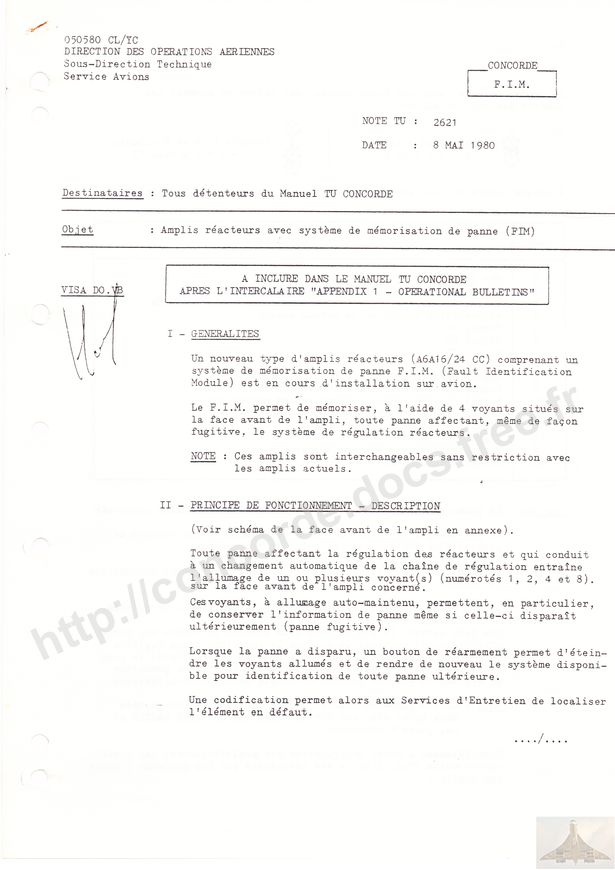 050580 CL/YC
DIRECTION DES OPERATIONS AERIENNES
Sous-Direction Technique
Service Avions
CONCORDE
F.I.M.
NOTE TU : 2621
DATE : 8 MAI 1980
Destinataires : Tous détenteurs du Manuel TU CONCORDE
Objet : Amplis réacteurs avec système de mémorisation de panne (FIM)
A INCLURE DANS LE MANUEL TU CONCORDE
APRES L'INTERCALAIRE "APPENDIX 1 - OPERATIONAL BULLETINS"
VISA DO.VB
I - GENERALITES
Un nouveau type d'amplis réacteurs (A6A16/24 CC) comprenant un
système de mémorisation de panne F.I.M. (Fault Identification
Module) est en cours d'installation sur avion.
Le F.I.M. permet de mémoriser, à l'aide de 4 voyants situés sur
la face avant de l'ampli, toute panne affectant, même de façon
fugitive, le système de régulation réacteurs.
NOTE : Ces amplis sont interchangeables sans restriction avec
les amplis actuels.
II - PRINCIPE DE FONCTIONNEMENT - DESCRIPTION
(Voir schéma de la face avant de l'ampli en annexe).
Toute panne affectant la régulation des réacteurs et qui conduit
à un changement automatique de la chaîne de régulation entraîne
l'allumage de un ou plusieurs voyant(s) (numérotés 1, 2, 4 et 8).
sur la face avant de l'ampli concerné.
Cesvoyants, à allumage auto-maintenu, permettent, en particulier,
de conserver l'information de panne même si celle-ci disparaît
ultérieurement (panne fugitive).
Lorsque la panne a disparu, un bouton de réarmement permet d'étein-
dre les voyants allumés et de rendre de nouveau le système disponi-
ble pour identification de toute panne ultérieure.
Une codification permet alors aux Services d'Entretien de localiser
l'élément en défaut.
..../....
http://concorde.docs.free.fr